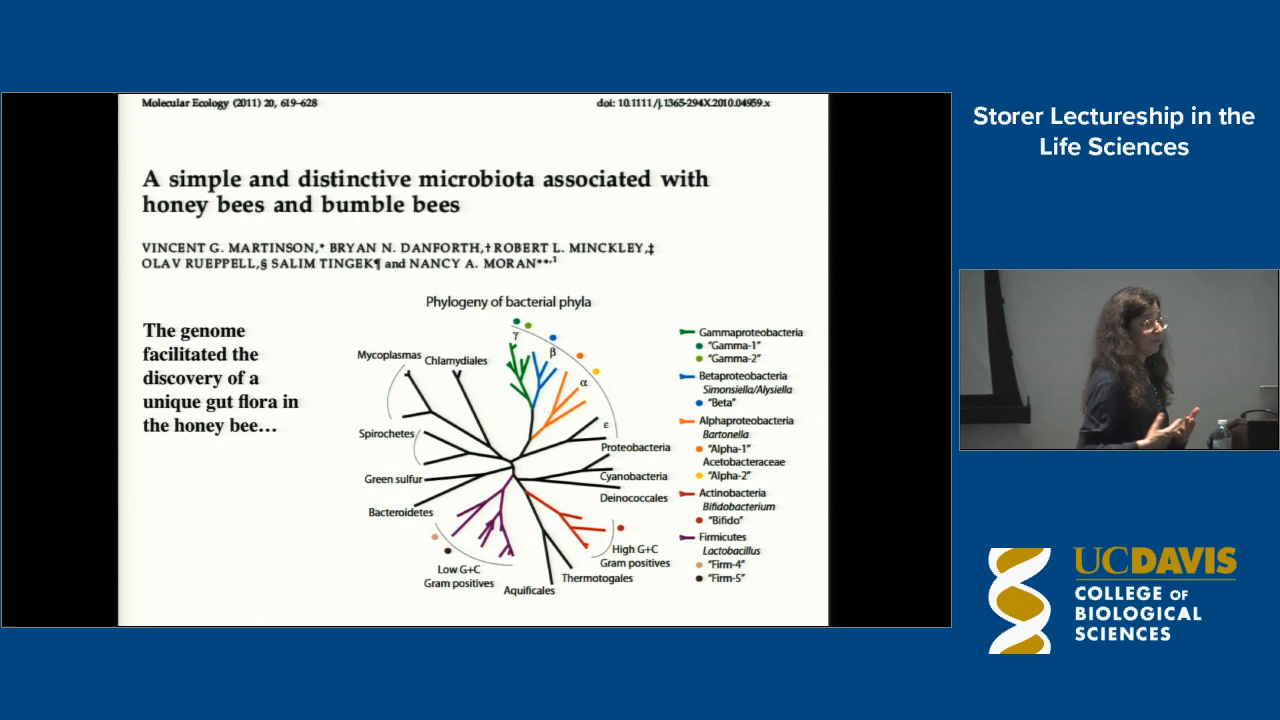 Molecular Ecology (2011) 20, 619–628
doi: 10.1111/j.1365-294X.2010.04959.x
A simple and distinctive microbiota associated with
honey bees and bumble bees
VINCENT G. MARTINSON,* BRYAN N. DANFORTH,† ROBERT L. MINCKLEY,‡
OLAV RUEPPELL,§ SALIM TINGEK¶ and NANCY A. MORAN**,¹
The genome
facilitated the
discovery of a
unique gut flora in
the honey bee…
Phylogeny of bacterial phyla
Mycoplasmas
Chlamydiales
γ
β
α
ε
Spirochetes
Proteobacteria
Green sulfur
Cyanobacteria
Deinococcales
Bacteroidetes
Low G+C
Gram positives
High G+C
Gram positives
Thermotogales
Aquificales
Gammaproteobacteria
"Gamma-1"
"Gamma-2"
Betaproteobacteria
Simonsiella/Alysiella
"Beta"
Alphaproteobacteria
Bartonella
"Alpha-1"
Acetobacteraceae
"Alpha-2"
Actinobacteria
Bifidobacterium
"Bifido"
Firmicutes
Lactobacillus
"Firm-4"
"Firm-5"
Storer Lectureship in the
Life Sciences
UCDAVIS
COLLEGE OF
BIOLOGICAL
SCIENCES